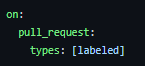 on:
  pull_request:
    types: [labeled]